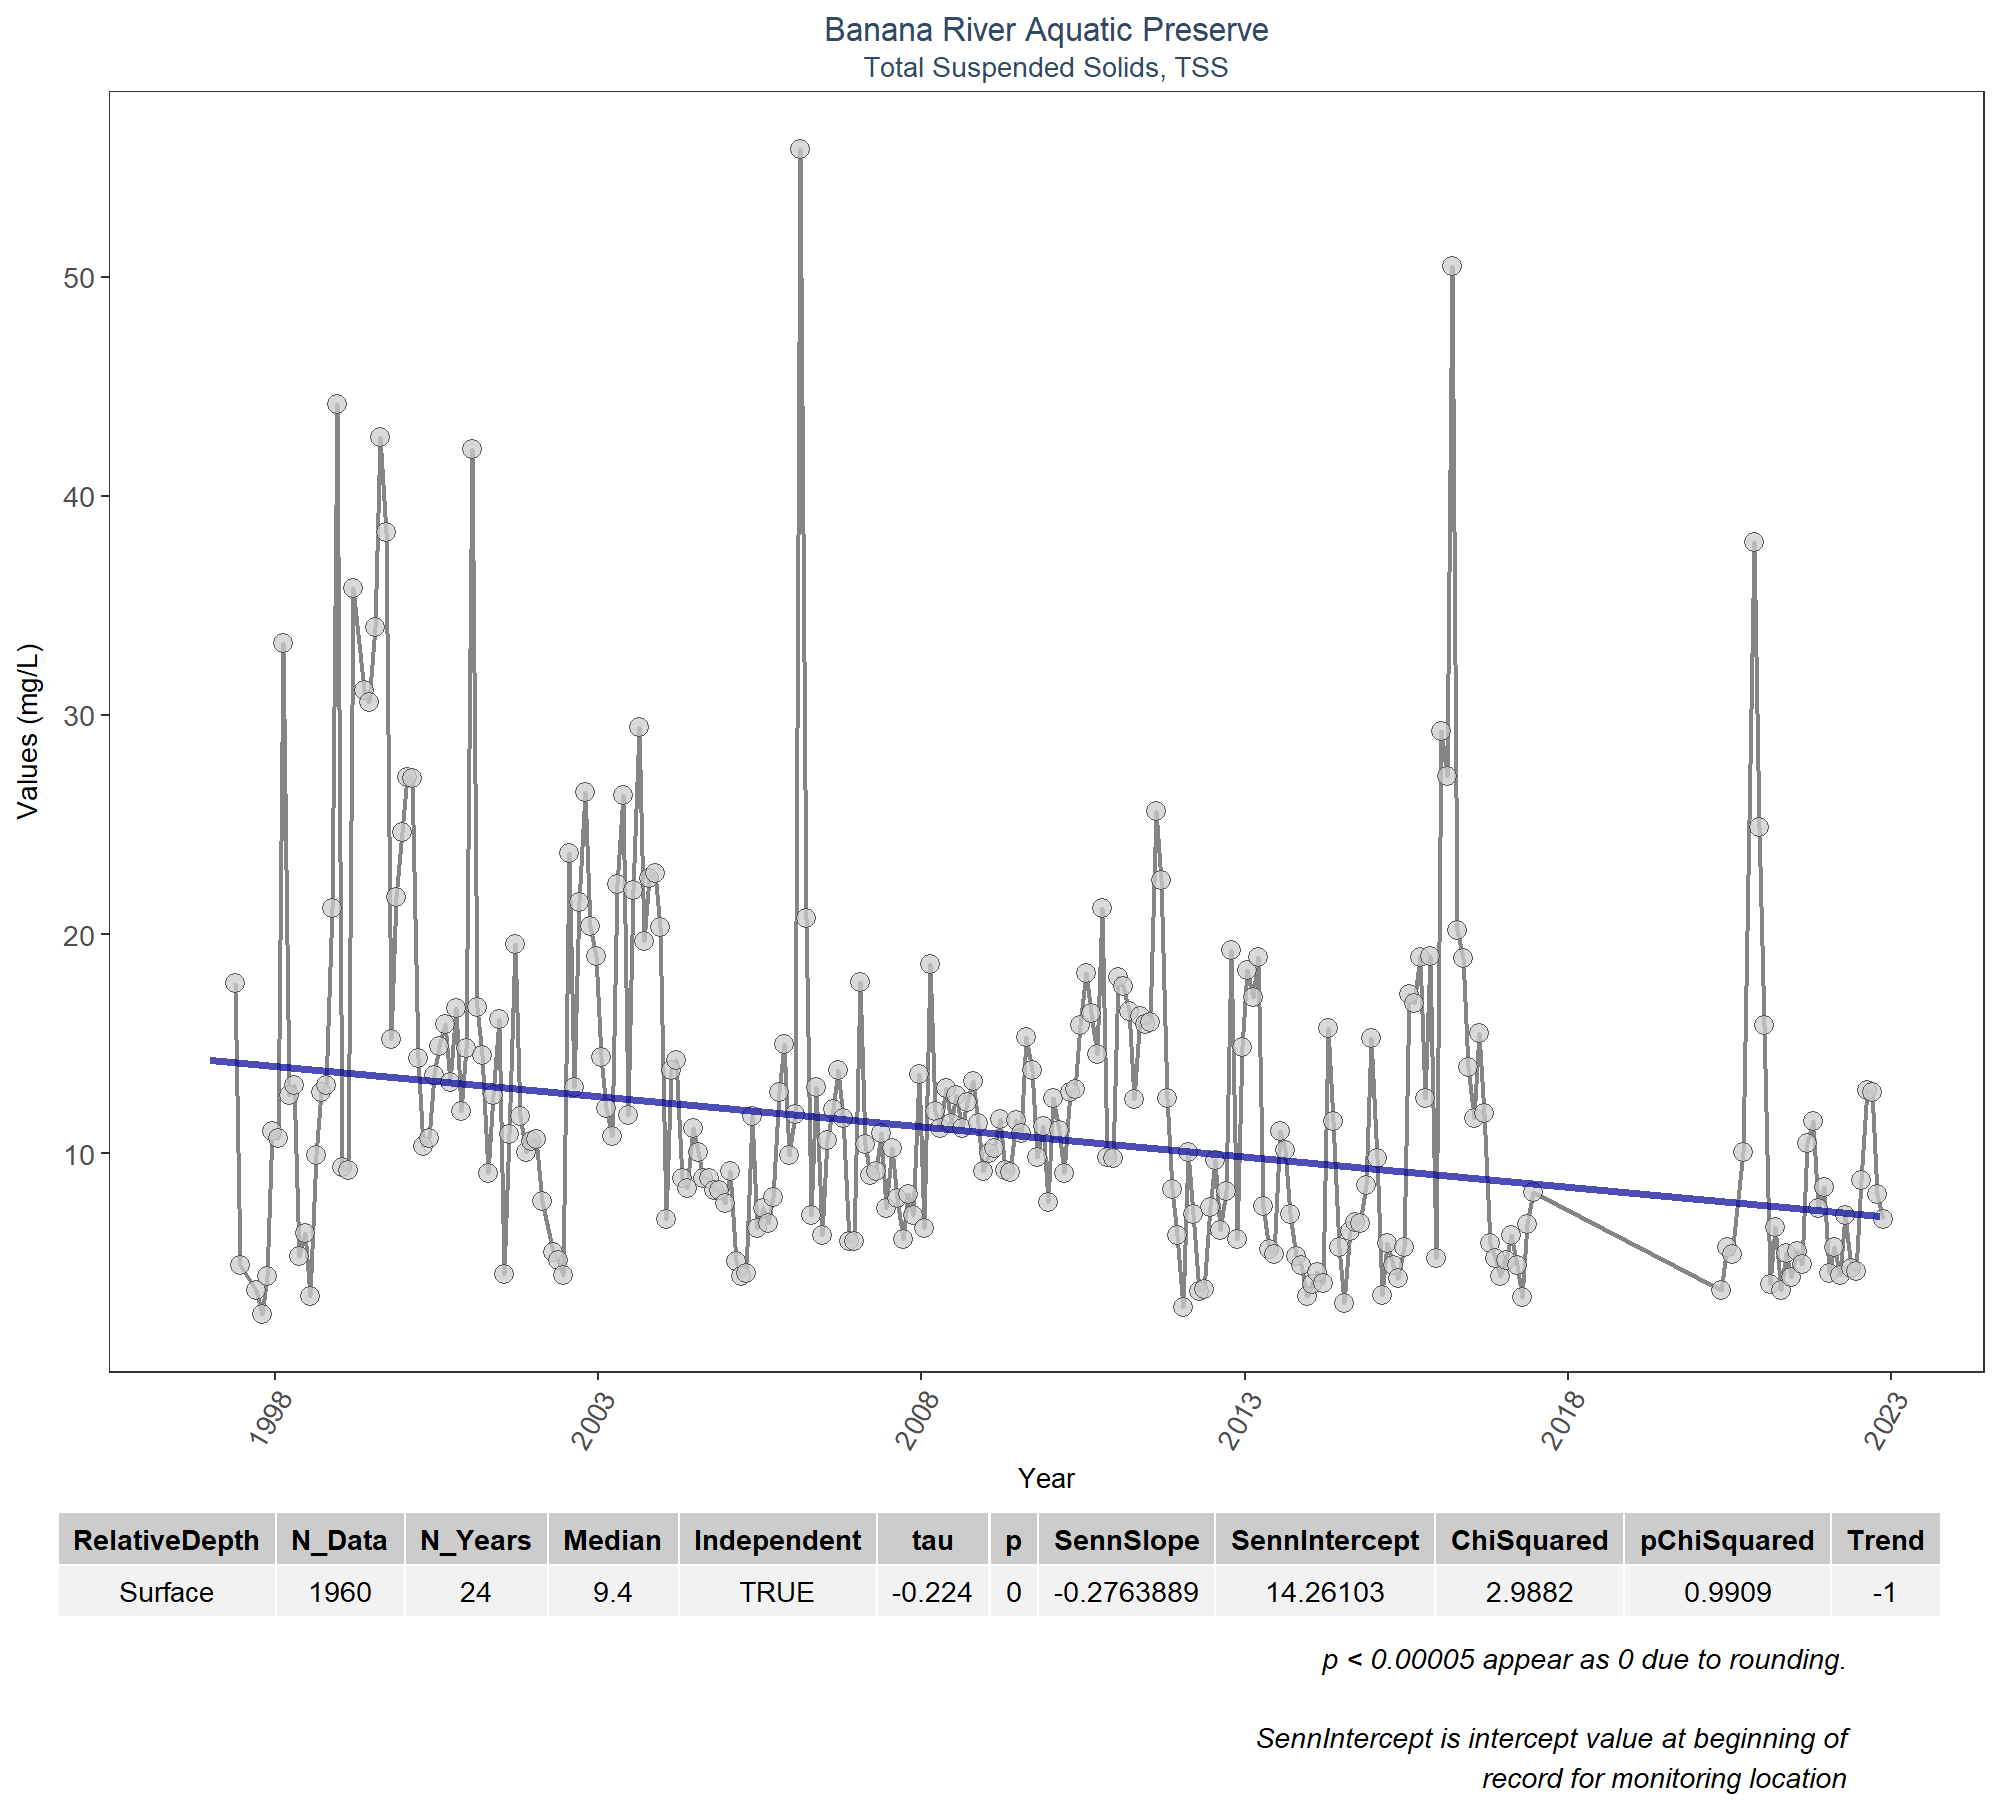 Banana River Aquatic Preserve
Total Suspended Solids, TSS
Values (mg/L)
50
40
30
20
10
1998
2003
2008
2013
2018
2023
Year
RelativeDepth N_Data N_Years Median Independent tau p SennSlope SennIntercept ChiSquared pChiSquared Trend
Surface 1960 24 9.4 TRUE -0.224 0 -0.2763889 14.26103 2.9882 0.9909 -1
p < 0.00005 appear as 0 due to rounding.
SennIntercept is intercept value at beginning of
record for monitoring location